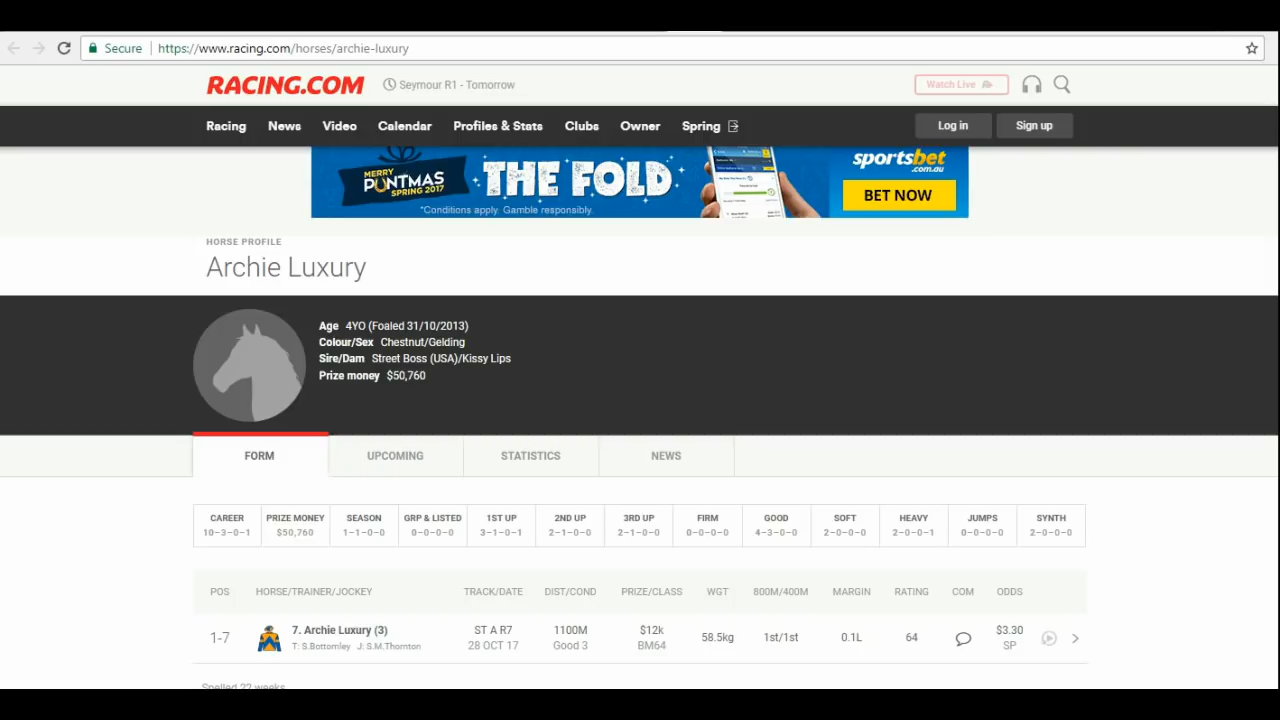 Secure https://www.racing.com/horses/archie-luxury
RACING.COM Seymour R1 - Tomorrow Watch Live
Racing News Video Calendar Profiles & Stats Clubs Owner Spring Log in Sign up
MERRY PUNTMAS SPRING 2017 THE FOLD sportsbet .com.au
BET NOW
*Conditions apply. Gamble responsibly.
HORSE PROFILE
Archie Luxury
Age 4YO (Foaled 31/10/2013)
Colour/Sex Chestnut/Gelding
Sire/Dam Street Boss (USA)/Kissy Lips
Prize money $50,760
FORM UPCOMING STATISTICS NEWS
CAREER PRIZE MONEY SEASON GRP & LISTED 1ST UP 2ND UP 3RD UP FIRM GOOD SOFT HEAVY JUMPS SYNTH
10-3-0-1 $50,760 1-1-0-0 0-0-0-0 3-1-0-1 2-1-0-0 2-1-0-0 0-0-0-0 4-3-0-0 2-0-0-0 2-0-0-1 0-0-0-0 2-0-0-0
POS HORSE/TRAINER/JOCKEY TRACK/DATE DIST/COND PRIZE/CLASS WGT 800M/400M MARGIN RATING COM ODDS
1-7 7. Archie Luxury (3) ST A R7 1100M $12k 58.5kg 1st/1st 0.1L 64 $3.30
T: S.Bottomley J: S.M.Thornton 28 OCT 17 Good 3 BM64 SP
Spelled 22 weeks